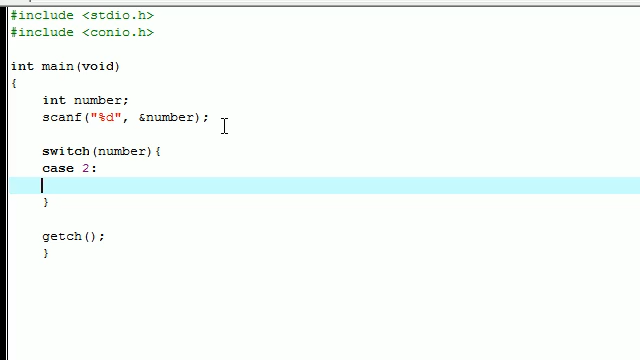 #include <stdio.h>
#include <conio.h>
int main(void)
{
int number;
scanf("%d", &number);
switch(number){
case 2:
}
getch();
}